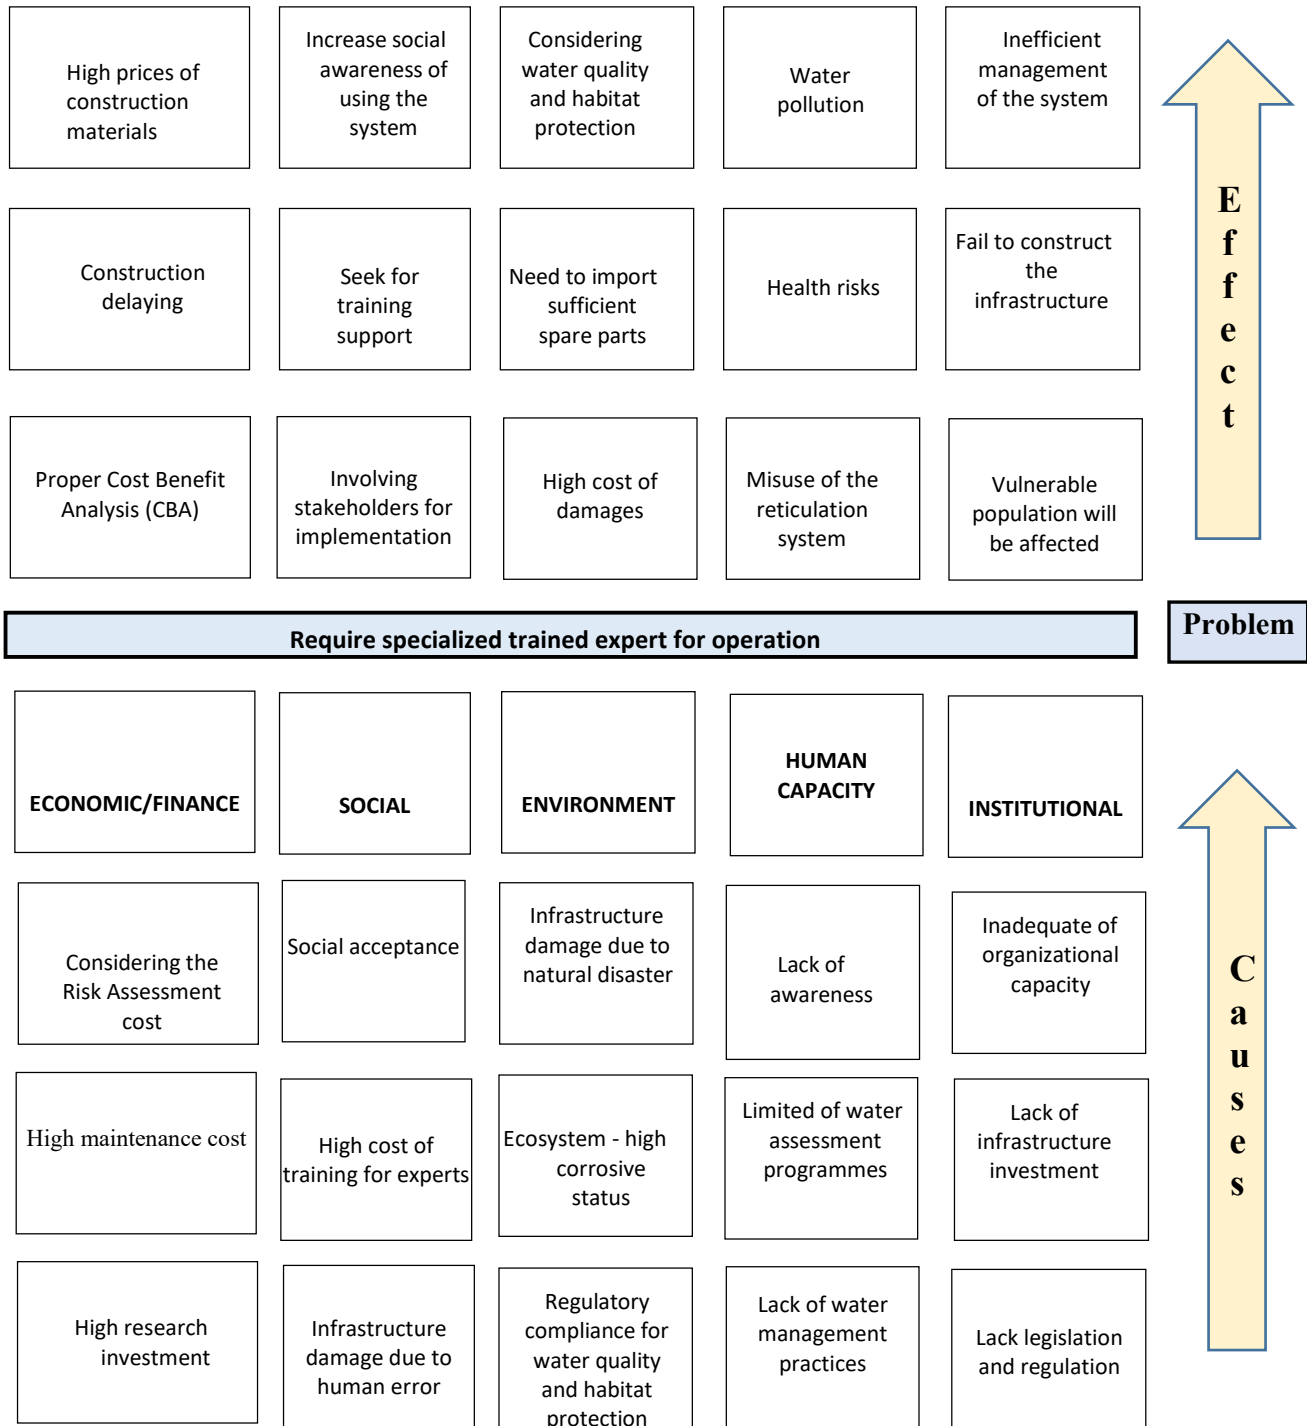 High prices of
construction
materials
Increase social
awareness of
using the
system
Considering
water quality
and habitat
protection
Water
pollution
Inefficient
management
of the system
Construction
delaying
Seek for
training
support
Need to import
sufficient
spare parts
Health risks
Fail to construct
the
infrastructure
Effect
Proper Cost Benefit
Analysis (CBA)
Involving
stakeholders for
implementation
High cost of
damages
Misuse of the
reticulation
system
Vulnerable
population will
be affected
Require specialized trained expert for operation
Problem
ECONOMIC/FINANCE
SOCIAL
ENVIRONMENT
HUMAN
CAPACITY
INSTITUTIONAL
Considering the
Risk Assessment
cost
Social acceptance
Infrastructure
damage due to
natural disaster
Lack of
awareness
Inadequate of
organizational
capacity
Causes
High maintenance cost
High cost of
training for experts
Ecosystem - high
corrosive
status
Limited of water
assessment
programmes
Lack of
infrastructure
investment
High research
investment
Infrastructure
damage due to
human error
Regulatory
compliance for
water quality
and habitat
protection
Lack of water
management
practices
Lack legislation
and regulation